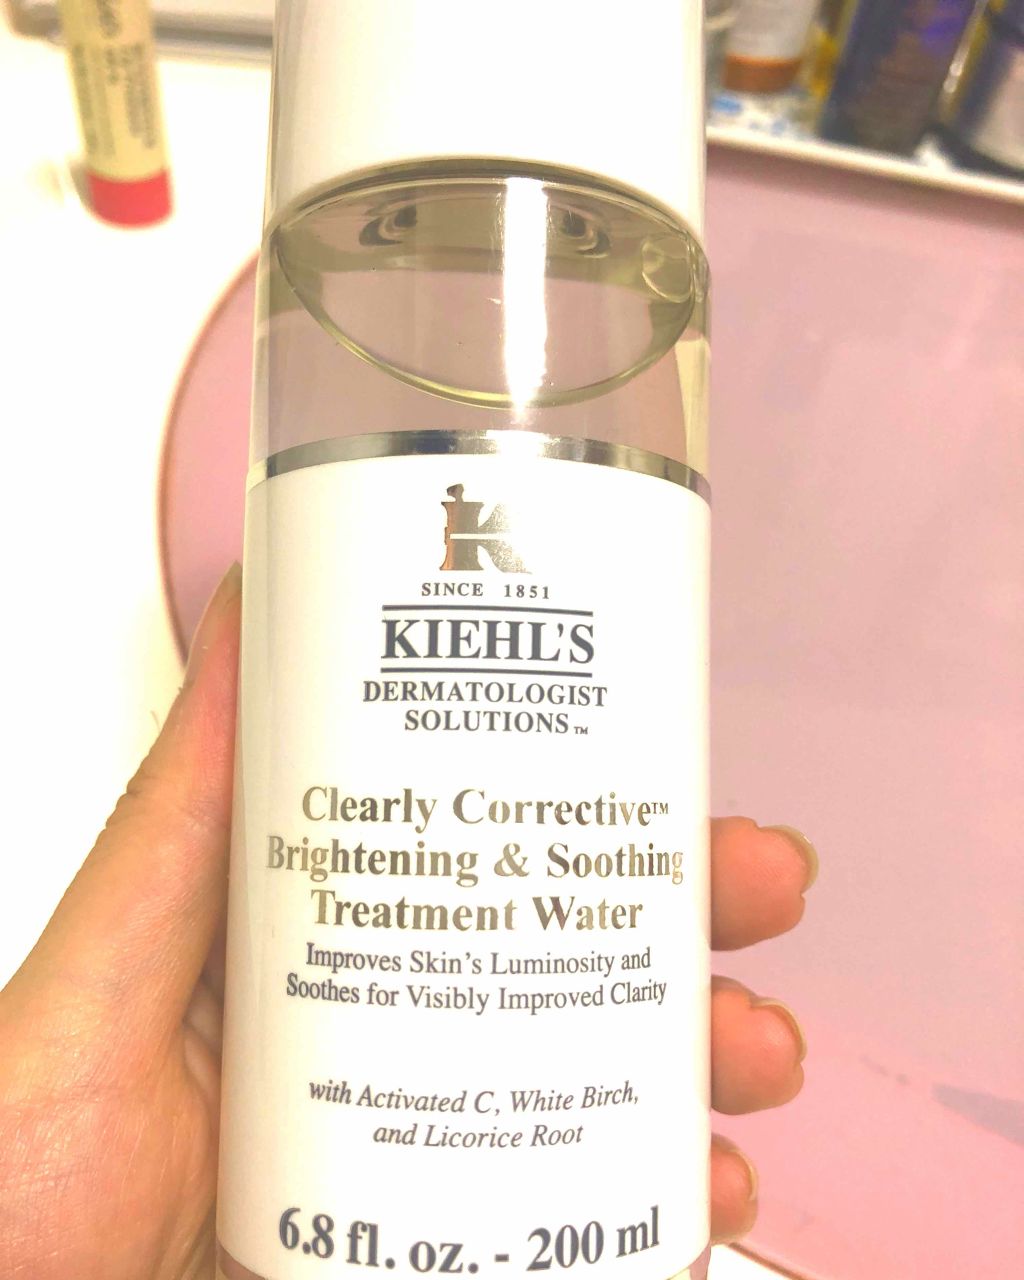 SINCE 1851
KIEHL'S
DERMATOLOGIST
SOLUTIONS™
Clearly Corrective™
Brightening & Soothing
Treatment Water
Improves Skin's Luminosity and
Soothes for Visibly Improved Clarity
with Activated C, White Birch,
and Licorice Root
6.8 fl. oz. - 200 ml